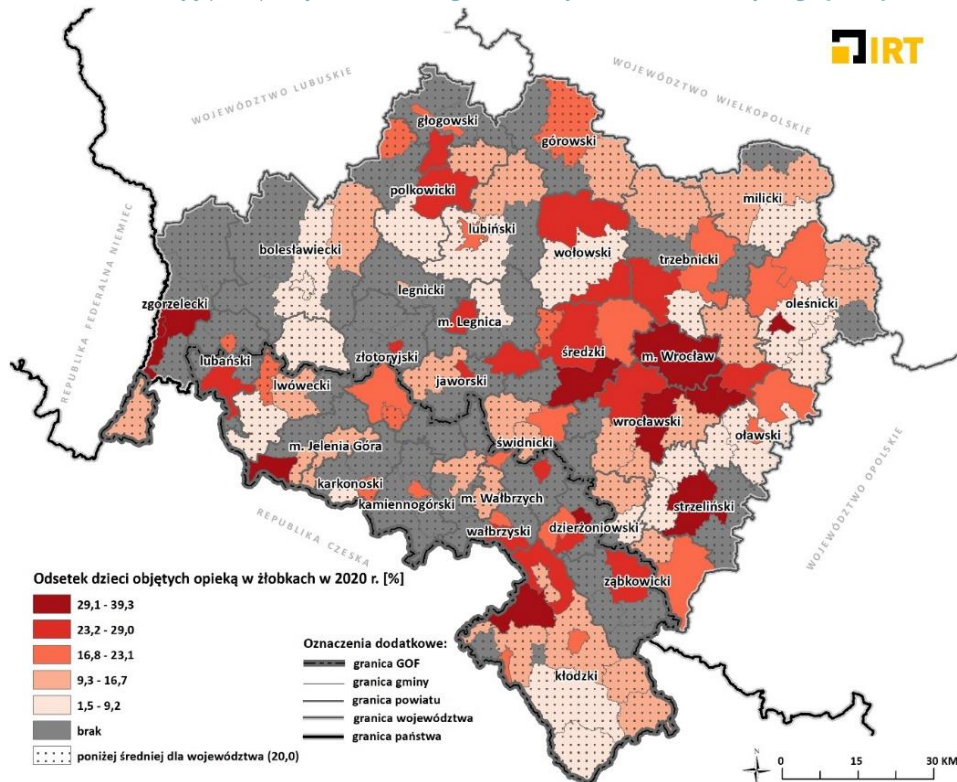 IRT
WOJEWÓDZTWO LUBUSKIE
WOJEWÓDZTWO WIELKOPOLSKIE
głogowski
górowski
polkowicki
milicki
lubiński
bolesławiecki
wołowski
trzebnicki
REPUBLIKA FEDERALNA NIEMIEC
legnicki
zgorzelecki
oleśnicki
m. Legnica
lubański
złotoryjski
średzki
m. Wrocław
lwówecki
jaworski
wrocławski
oławski
świdnicki
m. Jelenia Góra
karkonoski
m. Wałbrzych
strzeliński
kamiennogórski
REPUBLIKA CZESKA
wałbrzyski
dzierżoniowski
WOJEWÓDZTWO OPOLSKIE
ząbkowicki
kłodzki
Odsetek dzieci objętych opieką w żłobkach w 2020 r. [%]
29,1 - 39,3
23,2 - 29,0
16,8 - 23,1
9,3 - 16,7
1,5 - 9,2
brak
poniżej średniej dla województwa (20,0)
Oznaczenia dodatkowe:
granica GOF
granica gminy
granica powiatu
granica województwa
granica państwa
N
0 15 30 KM